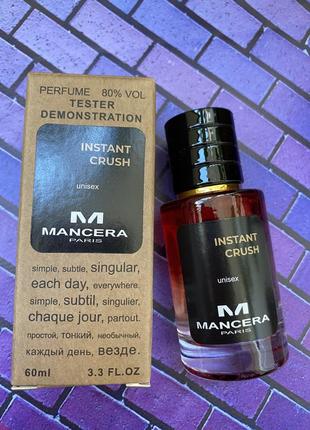 PERFUME 80% VOL
TESTER
DEMONSTRATION
INSTANT
CRUSH
unisex
M
MANCERA
PARIS
simple, subtle, singular,
each day, everywhere.
simple, subtil, singulier,
chaque jour, partout.
простой, тонкий, необычный,
каждый день, везде.
60ml 3.3 FL.OZ
INSTANT
CRUSH
unisex
M
MANCERA
PARIS